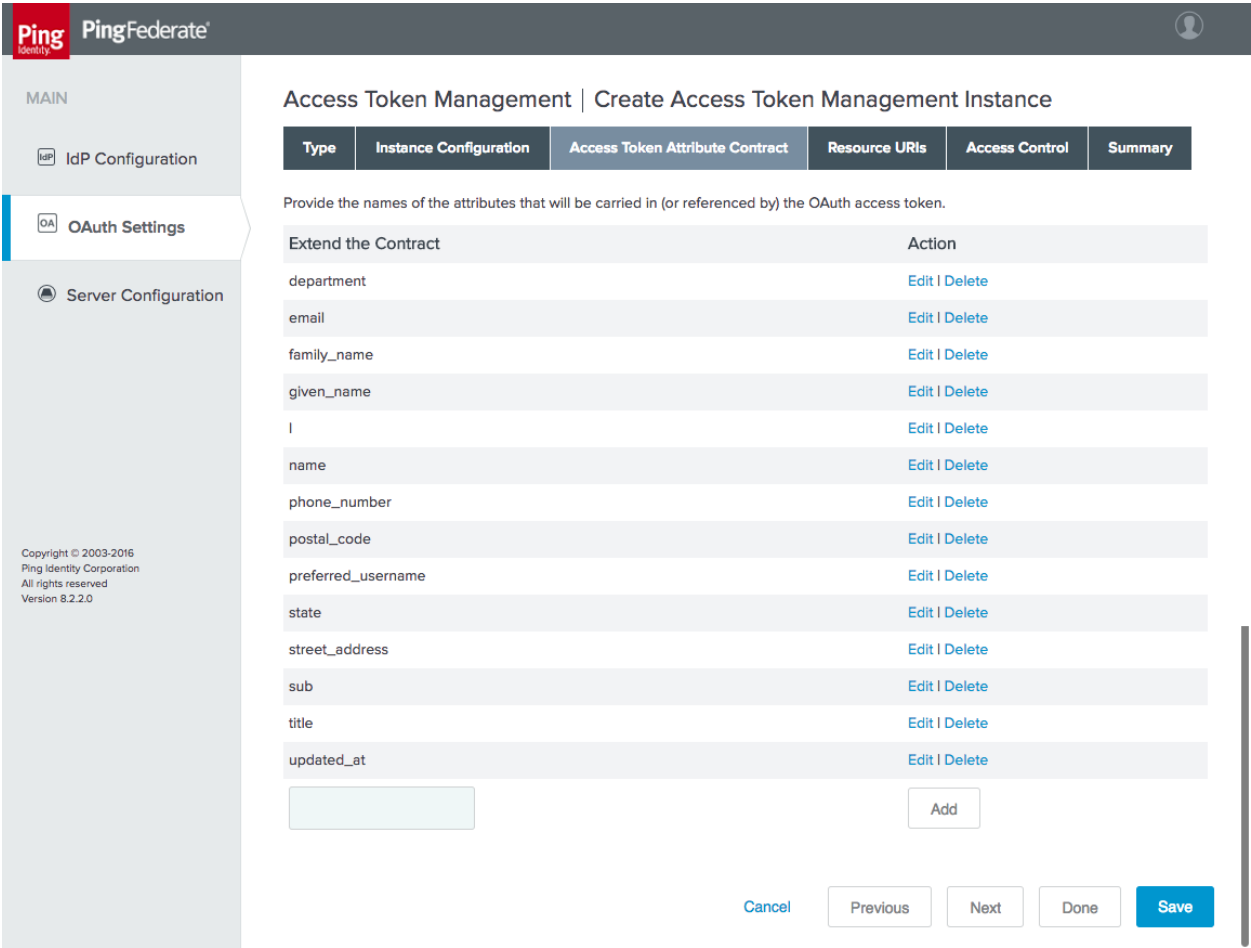 Ping
Identity.
PingFederate®
MAIN
IdP IdP Configuration
OA OAuth Settings
Server Configuration
Copyright © 2003-2016
Ping Identity Corporation
All rights reserved
Version 8.2.2.0
Access Token Management | Create Access Token Management Instance
Type Instance Configuration Access Token Attribute Contract Resource URIs Access Control Summary
Provide the names of the attributes that will be carried in (or referenced by) the OAuth access token.
Extend the Contract Action
department Edit | Delete
email Edit | Delete
family_name Edit | Delete
given_name Edit | Delete
l Edit | Delete
name Edit | Delete
phone_number Edit | Delete
postal_code Edit | Delete
preferred_username Edit | Delete
state Edit | Delete
street_address Edit | Delete
sub Edit | Delete
title Edit | Delete
updated_at Edit | Delete
Add
Cancel Previous Next Done Save